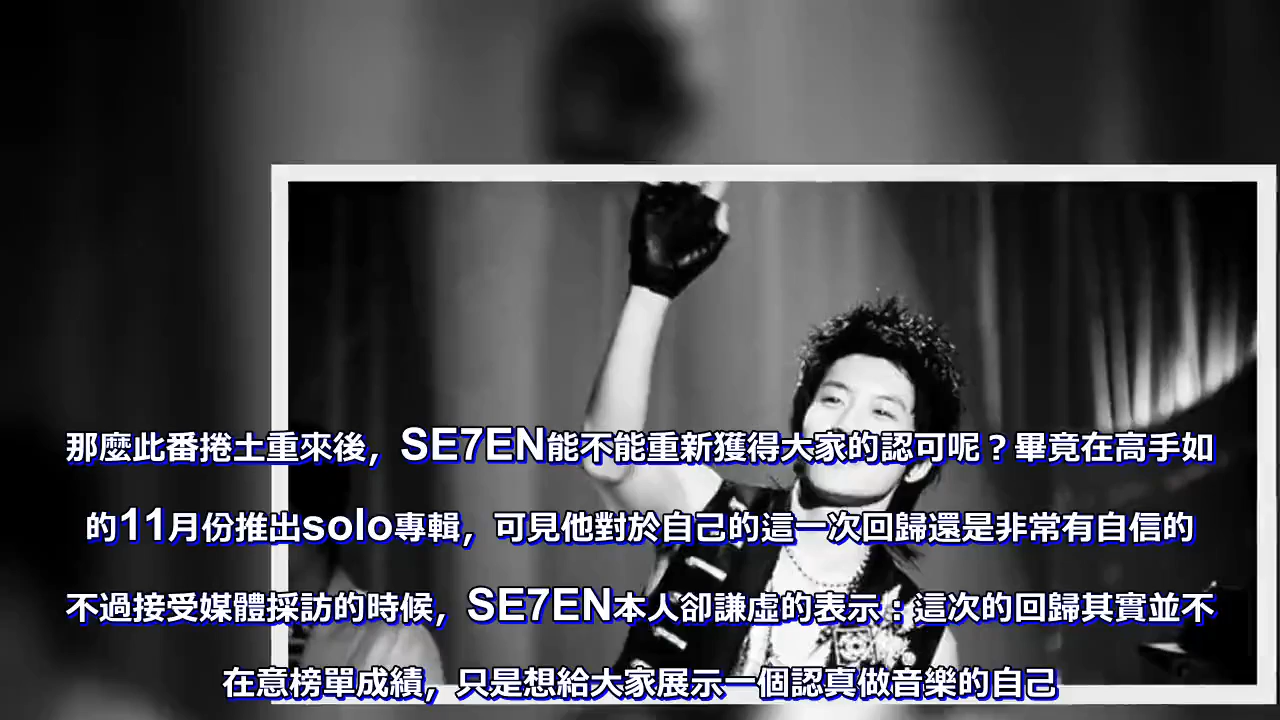 那麼此番捲土重來後，SE7EN能不能重新獲得大家的認可呢？畢竟在高手如
的11月份推出solo專輯，可見他對於自己的這一次回歸還是非常有自信的
不過接受媒體採訪的時候，SE7EN本人卻謙虛的表示：這次的回歸其實並不
在意榜單成績，只是想給大家展示一個認真做音樂的自己